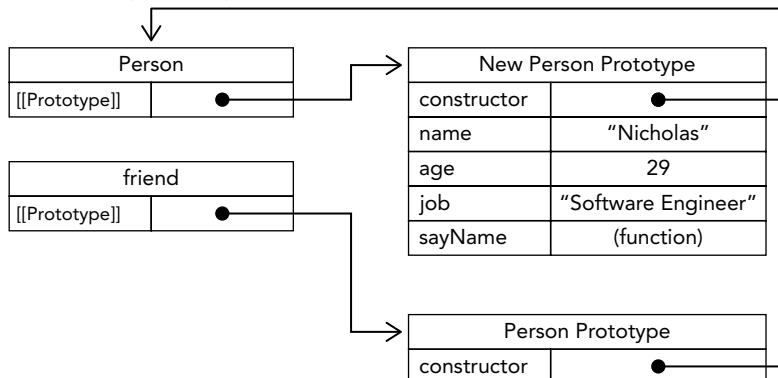 Person
[[Prototype]]
New Person Prototype
constructor
name “Nicholas”
age 29
job “Software Engineer”
sayName (function)
friend
[[Prototype]]
Person Prototype
constructor